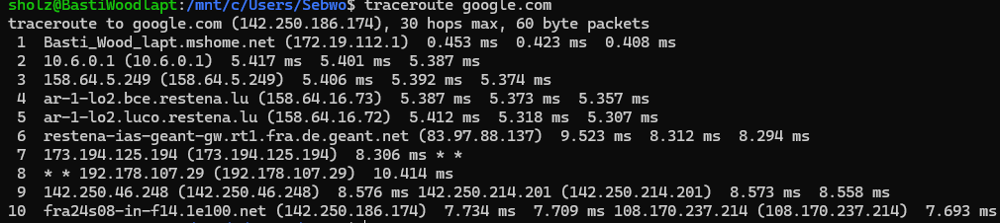 sholz@BastiWoodlapt:/mnt/c/Users/Sebwo$ traceroute google.com
traceroute to google.com (142.250.186.174), 30 hops max, 60 byte packets
 1  Basti_Wood_lapt.mshome.net (172.19.112.1)  0.453 ms  0.423 ms  0.408 ms
 2  10.6.0.1 (10.6.0.1)  5.417 ms  5.401 ms  5.387 ms
 3  158.64.5.249 (158.64.5.249)  5.406 ms  5.392 ms  5.374 ms
 4  ar-1-lo2.bce.restena.lu (158.64.16.73)  5.387 ms  5.373 ms  5.357 ms
 5  ar-1-lo2.luco.restena.lu (158.64.16.72)  5.412 ms  5.318 ms  5.307 ms
 6  restena-ias-geant-gw.rt1.fra.de.geant.net (83.97.88.137)  9.523 ms  8.312 ms  8.294 ms
 7  173.194.125.194 (173.194.125.194)  8.306 ms * *
 8  * * 192.178.107.29 (192.178.107.29)  10.414 ms
 9  142.250.46.248 (142.250.46.248)  8.576 ms 142.250.214.201 (142.250.214.201)  8.573 ms  8.558 ms
10  fra24s08-in-f14.1e100.net (142.250.186.174)  7.734 ms  7.709 ms 108.170.237.214 (108.170.237.214)  7.693 ms